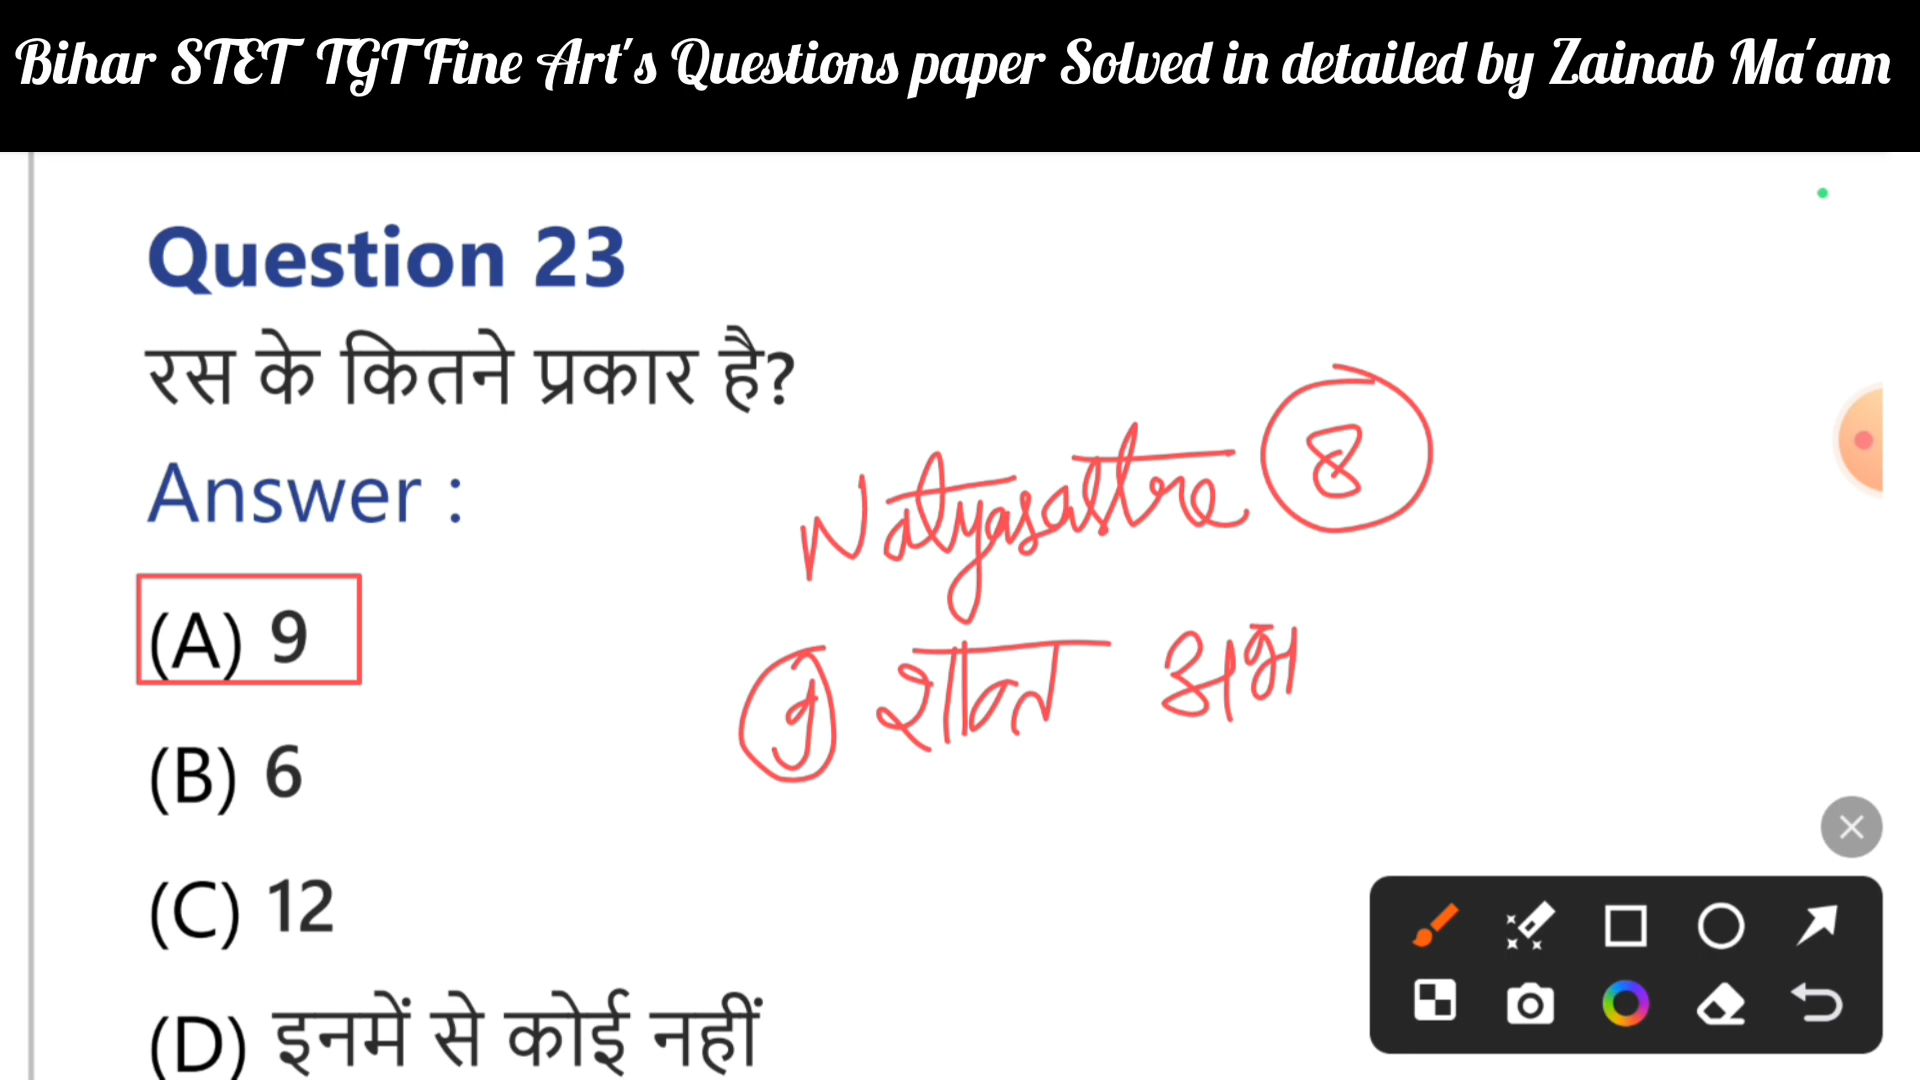 Bihar STET TGT Fine Art's Questions paper Solved in detailed by Zainab Ma'am
Question 23
रस के कितने प्रकार है?
Answer :
Natyasastra 8
(A) 9
9 शान्त
(B) 6
(C) 12
(D) इनमें से कोई नहीं